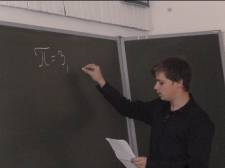 π = 3,